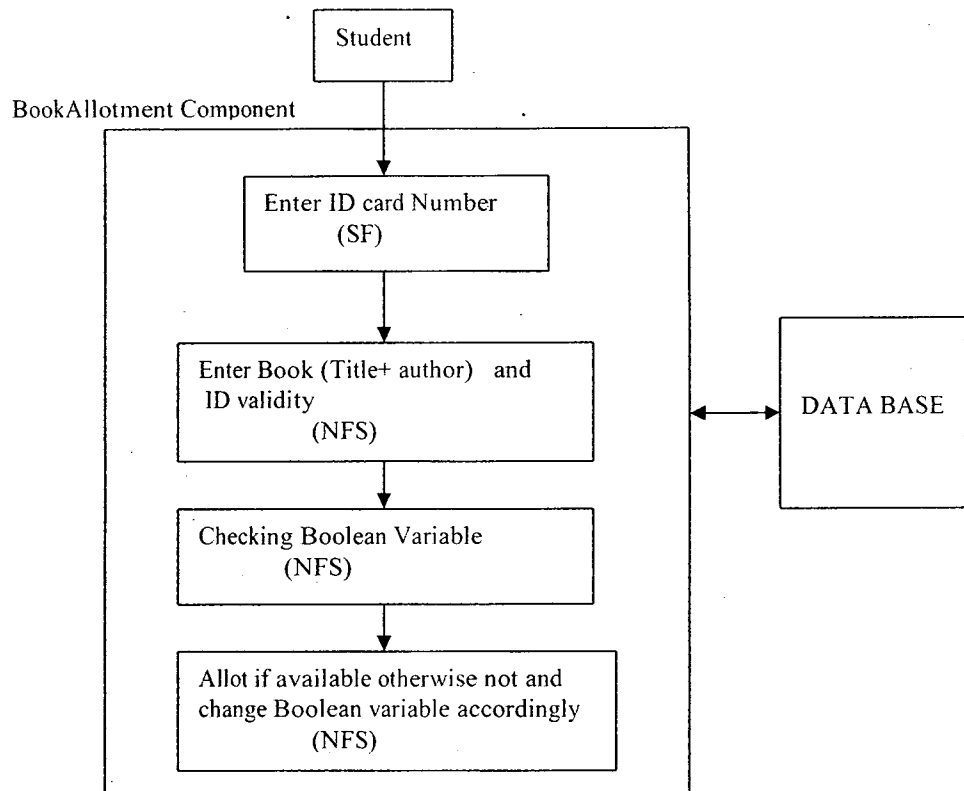 Student
BookAllotment Component
Enter ID card Number
(SF)
Enter Book (Title+ author) and
ID validity
(NFS)
DATA BASE
Checking Boolean Variable
(NFS)
Allot if available otherwise not and
change Boolean variable accordingly
(NFS)